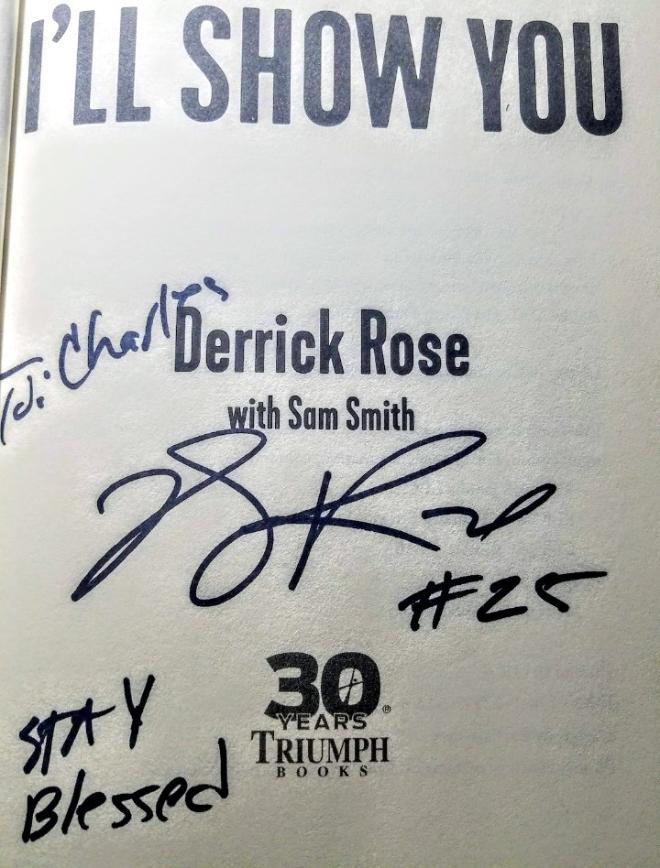 I'LL SHOW YOU
To: Charles
Derrick Rose
with Sam Smith
#25
30
YEARS
TRIUMPH
BOOKS
STAY
Blessed